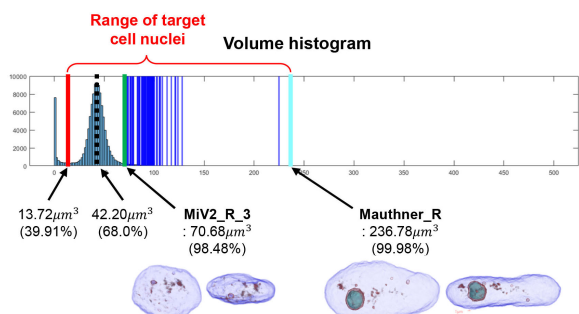 Range of target
cell nuclei
Volume histogram
10000
8000
6000
4000
2000
0
0 50 100 150 200 250 300 350 400 450 500
13.72μm³
(39.91%)
42.20μm³
(68.0%)
MiV2_R_3
: 70.68μm³
(98.48%)
Mauthner_R
: 236.78μm³
(99.98%)